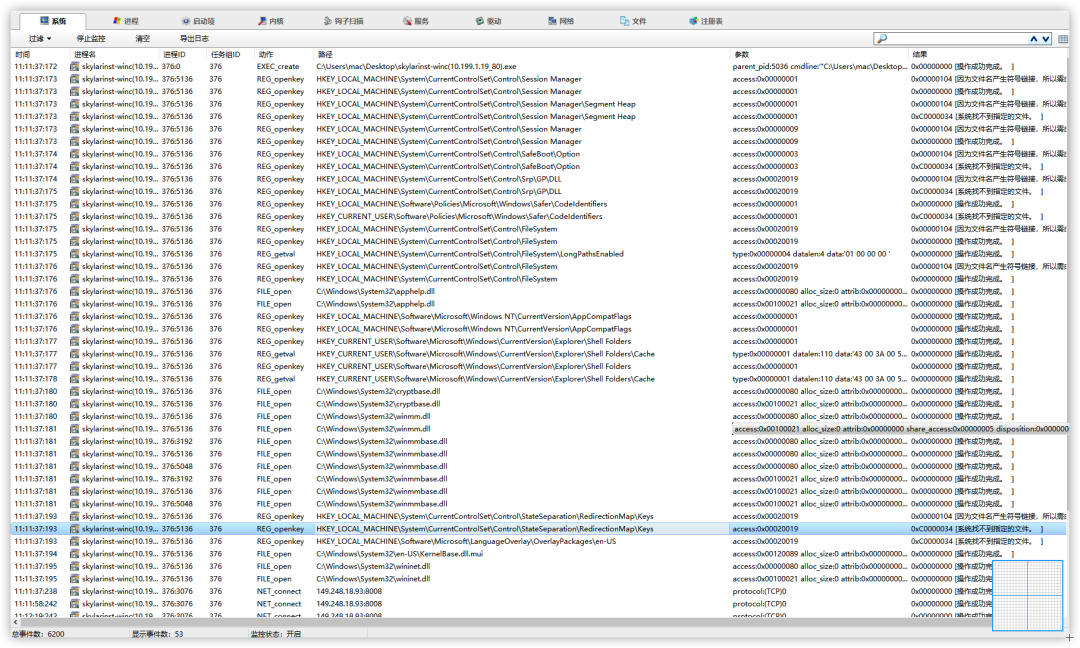 系统 进程 启动项 内核 钩子扫描 服务 驱动 网络 文件 注册表
过滤 停止监控 清空 导出日志
时间 进程名 进程ID 任务组ID 动作 路径 参数 结果
11:11:37:172 skylarinst-winc(10.19... 376:0 376 EXEC_create C:\Users\mac\Desktop\skylarinst-winc(10.199.1.19_80).exe parent_pid:5036 cmdline:"C:\Users\mac\Desktop... 0x00000000 [操作成功完成。 ]
11:11:37:173 skylarinst-winc(10.19... 376:5136 376 REG_openkey HKEY_LOCAL_MACHINE\System\CurrentControlSet\Control\Session Manager access:0x00000001 0x00000104 [因为文件名产生符号链接，所以需
11:11:37:173 skylarinst-winc(10.19... 376:5136 376 REG_openkey HKEY_LOCAL_MACHINE\System\CurrentControlSet\Control\Session Manager access:0x00000001 0x00000000 [操作成功完成。 ]
11:11:37:173 skylarinst-winc(10.19... 376:5136 376 REG_openkey HKEY_LOCAL_MACHINE\System\CurrentControlSet\Control\Session Manager\Segment Heap access:0x00000001 0x00000104 [因为文件名产生符号链接，所以需
11:11:37:173 skylarinst-winc(10.19... 376:5136 376 REG_openkey HKEY_LOCAL_MACHINE\System\CurrentControlSet\Control\Session Manager\Segment Heap access:0x00000001 0xC0000034 [系统找不到指定的文件。 ]
11:11:37:173 skylarinst-winc(10.19... 376:5136 376 REG_openkey HKEY_LOCAL_MACHINE\System\CurrentControlSet\Control\Session Manager access:0x00000009 0x00000104 [因为文件名产生符号链接，所以需
11:11:37:173 skylarinst-winc(10.19... 376:5136 376 REG_openkey HKEY_LOCAL_MACHINE\System\CurrentControlSet\Control\Session Manager access:0x00000009 0x00000000 [操作成功完成。 ]
11:11:37:174 skylarinst-winc(10.19... 376:5136 376 REG_openkey HKEY_LOCAL_MACHINE\System\CurrentControlSet\Control\SafeBoot\Option access:0x00000003 0x00000104 [因为文件名产生符号链接，所以需
11:11:37:174 skylarinst-winc(10.19... 376:5136 376 REG_openkey HKEY_LOCAL_MACHINE\System\CurrentControlSet\Control\SafeBoot\Option access:0x00000003 0xC0000034 [系统找不到指定的文件。 ]
11:11:37:174 skylarinst-winc(10.19... 376:5136 376 REG_openkey HKEY_LOCAL_MACHINE\System\CurrentControlSet\Control\Srp\GP\DLL access:0x00020019 0x00000104 [因为文件名产生符号链接，所以需
11:11:37:175 skylarinst-winc(10.19... 376:5136 376 REG_openkey HKEY_LOCAL_MACHINE\System\CurrentControlSet\Control\Srp\GP\DLL access:0x00020019 0xC0000034 [系统找不到指定的文件。 ]
11:11:37:175 skylarinst-winc(10.19... 376:5136 376 REG_openkey HKEY_LOCAL_MACHINE\Software\Policies\Microsoft\Windows\Safer\CodeIdentifiers access:0x00000001 0x00000000 [操作成功完成。 ]
11:11:37:175 skylarinst-winc(10.19... 376:5136 376 REG_openkey HKEY_CURRENT_USER\Software\Policies\Microsoft\Windows\Safer\CodeIdentifiers access:0x00000001 0xC0000034 [系统找不到指定的文件。 ]
11:11:37:175 skylarinst-winc(10.19... 376:5136 376 REG_openkey HKEY_LOCAL_MACHINE\System\CurrentControlSet\Control\FileSystem access:0x00020019 0x00000104 [因为文件名产生符号链接，所以需
11:11:37:175 skylarinst-winc(10.19... 376:5136 376 REG_openkey HKEY_LOCAL_MACHINE\System\CurrentControlSet\Control\FileSystem access:0x00020019 0x00000000 [操作成功完成。 ]
11:11:37:175 skylarinst-winc(10.19... 376:5136 376 REG_getval HKEY_LOCAL_MACHINE\System\CurrentControlSet\Control\FileSystem\LongPathsEnabled type:0x00000004 datalen:4 data:'01 00 00 00 ' 0x00000000 [操作成功完成。 ]
11:11:37:176 skylarinst-winc(10.19... 376:5136 376 REG_openkey HKEY_LOCAL_MACHINE\System\CurrentControlSet\Control\FileSystem access:0x00020019 0x00000104 [因为文件名产生符号链接，所以需
11:11:37:176 skylarinst-winc(10.19... 376:5136 376 REG_openkey HKEY_LOCAL_MACHINE\System\CurrentControlSet\Control\FileSystem access:0x00020019 0x00000000 [操作成功完成。 ]
11:11:37:176 skylarinst-winc(10.19... 376:5136 376 FILE_open C:\Windows\System32\apphelp.dll access:0x00000080 alloc_size:0 attrib:0x00000000... 0x00000000 [操作成功完成。 ]
11:11:37:176 skylarinst-winc(10.19... 376:5136 376 FILE_open C:\Windows\System32\apphelp.dll access:0x00100021 alloc_size:0 attrib:0x00000000... 0x00000000 [操作成功完成。 ]
11:11:37:176 skylarinst-winc(10.19... 376:5136 376 REG_openkey HKEY_LOCAL_MACHINE\Software\Microsoft\Windows NT\CurrentVersion\AppCompatFlags access:0x00000001 0x00000000 [操作成功完成。 ]
11:11:37:176 skylarinst-winc(10.19... 376:5136 376 REG_openkey HKEY_LOCAL_MACHINE\Software\Microsoft\Windows NT\CurrentVersion\AppCompatFlags access:0x00000001 0x00000000 [操作成功完成。 ]
11:11:37:177 skylarinst-winc(10.19... 376:5136 376 REG_openkey HKEY_CURRENT_USER\Software\Microsoft\Windows\CurrentVersion\Explorer\Shell Folders access:0x00000001 0x00000000 [操作成功完成。 ]
11:11:37:177 skylarinst-winc(10.19... 376:5136 376 REG_getval HKEY_CURRENT_USER\Software\Microsoft\Windows\CurrentVersion\Explorer\Shell Folders\Cache type:0x00000001 datalen:110 data:'43 00 3A 00 5... 0x00000000 [操作成功完成。 ]
11:11:37:177 skylarinst-winc(10.19... 376:5136 376 REG_openkey HKEY_CURRENT_USER\Software\Microsoft\Windows\CurrentVersion\Explorer\Shell Folders access:0x00000001 0x00000000 [操作成功完成。 ]
11:11:37:178 skylarinst-winc(10.19... 376:5136 376 REG_getval HKEY_CURRENT_USER\Software\Microsoft\Windows\CurrentVersion\Explorer\Shell Folders\Cache type:0x00000001 datalen:110 data:'43 00 3A 00 5... 0x00000000 [操作成功完成。 ]
11:11:37:180 skylarinst-winc(10.19... 376:5136 376 FILE_open C:\Windows\System32\cryptbase.dll access:0x00000080 alloc_size:0 attrib:0x00000000... 0x00000000 [操作成功完成。 ]
11:11:37:180 skylarinst-winc(10.19... 376:5136 376 FILE_open C:\Windows\System32\cryptbase.dll access:0x00100021 alloc_size:0 attrib:0x00000000... 0x00000000 [操作成功完成。 ]
11:11:37:180 skylarinst-winc(10.19... 376:5136 376 FILE_open C:\Windows\System32\winmm.dll access:0x00000080 alloc_size:0 attrib:0x00000000... 0x00000000 [操作成功完成。 ]
11:11:37:181 skylarinst-winc(10.19... 376:5136 376 FILE_open C:\Windows\System32\winmm.dll access:0x00100021 alloc_size:0 attrib:0x00000000 share_access:0x00000005 disposition:0x000000
11:11:37:181 skylarinst-winc(10.19... 376:3192 376 FILE_open C:\Windows\System32\winmmbase.dll access:0x00000080 alloc_size:0 attrib:0x00000000... 0x00000000 [操作成功完成。 ]
11:11:37:181 skylarinst-winc(10.19... 376:5136 376 FILE_open C:\Windows\System32\winmmbase.dll access:0x00000080 alloc_size:0 attrib:0x00000000... 0x00000000 [操作成功完成。 ]
11:11:37:181 skylarinst-winc(10.19... 376:5048 376 FILE_open C:\Windows\System32\winmmbase.dll access:0x00000080 alloc_size:0 attrib:0x00000000... 0x00000000 [操作成功完成。 ]
11:11:37:181 skylarinst-winc(10.19... 376:3192 376 FILE_open C:\Windows\System32\winmmbase.dll access:0x00100021 alloc_size:0 attrib:0x00000000... 0x00000000 [操作成功完成。 ]
11:11:37:181 skylarinst-winc(10.19... 376:5136 376 FILE_open C:\Windows\System32\winmmbase.dll access:0x00100021 alloc_size:0 attrib:0x00000000... 0x00000000 [操作成功完成。 ]
11:11:37:181 skylarinst-winc(10.19... 376:5048 376 FILE_open C:\Windows\System32\winmmbase.dll access:0x00100021 alloc_size:0 attrib:0x00000000... 0x00000000 [操作成功完成。 ]
11:11:37:193 skylarinst-winc(10.19... 376:5136 376 REG_openkey HKEY_LOCAL_MACHINE\System\CurrentControlSet\Control\StateSeparation\RedirectionMap\Keys access:0x00020019 0x00000104 [因为文件名产生符号链接，所以需
11:11:37:193 skylarinst-winc(10.19... 376:5136 376 REG_openkey HKEY_LOCAL_MACHINE\System\CurrentControlSet\Control\StateSeparation\RedirectionMap\Keys access:0x00020019 0xC0000034 [系统找不到指定的文件。 ]
11:11:37:193 skylarinst-winc(10.19... 376:5136 376 REG_openkey HKEY_LOCAL_MACHINE\Software\Microsoft\LanguageOverlay\OverlayPackages\en-US access:0x00020019 0xC0000034 [系统找不到指定的文件。 ]
11:11:37:194 skylarinst-winc(10.19... 376:5136 376 FILE_open C:\Windows\System32\en-US\KernelBase.dll.mui access:0x00120089 alloc_size:0 attrib:0x00000000... 0x00000000 [操作成功完成。 ]
11:11:37:195 skylarinst-winc(10.19... 376:5136 376 FILE_open C:\Windows\System32\wininet.dll access:0x00000080 alloc_size:0 attrib:0x00000000... 0x00000000 [操作成功完
11:11:37:195 skylarinst-winc(10.19... 376:5136 376 FILE_open C:\Windows\System32\wininet.dll access:0x00100021 alloc_size:0 attrib:0x00000000... 0x00000000 [操作成功完
11:11:37:238 skylarinst-winc(10.19... 376:3076 376 NET_connect 149.248.18.93:8008 protocol:(TCP)0 0x00000000 [操作成功完
11:11:58:242 skylarinst-winc(10.19... 376:3076 376 NET_connect 149.248.18.93:8008 protocol:(TCP)0 0x00000000 [操作成功完
11:12:19:242 skylarinst-winc(10.19... 376:3076 376 NET_connect 149.248.18.93:8008 protocol:(TCP)0 0x00000000 [操作成功完
总事件数: 6200 显示事件数: 53 监控状态: 开启